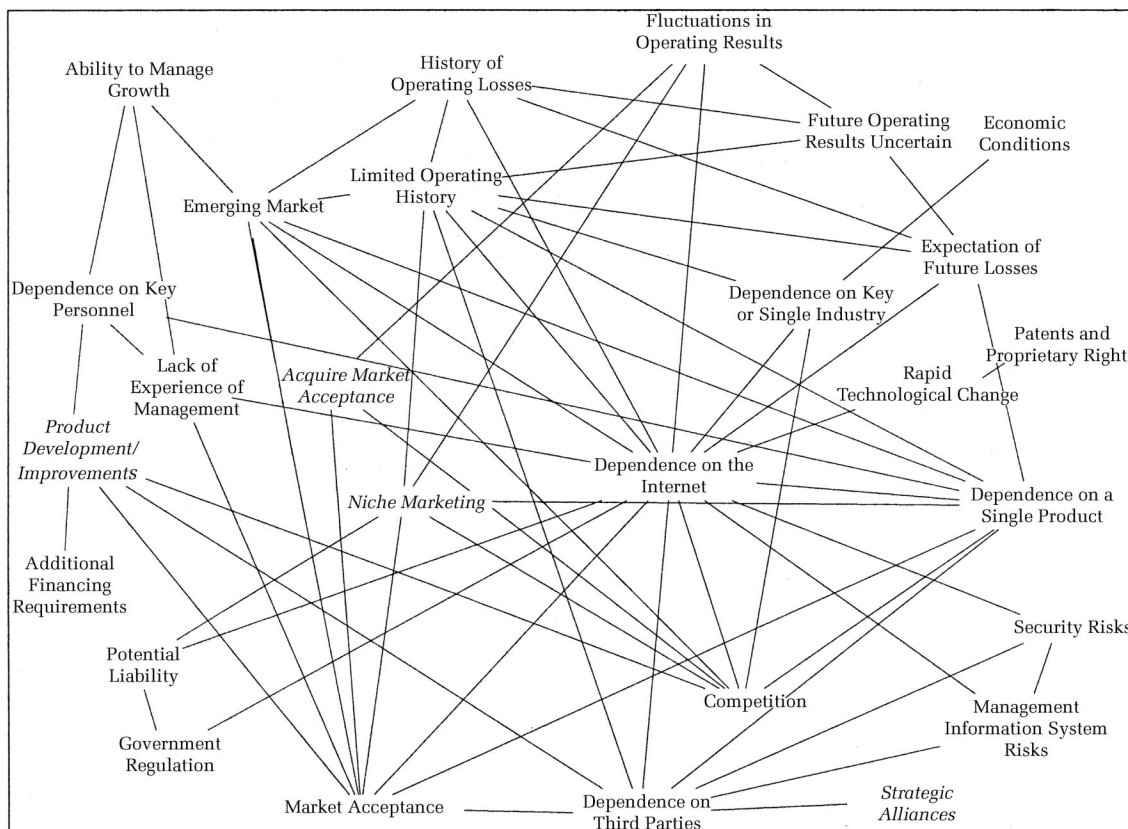 Fluctuations in
Operating Results
Ability to Manage
Growth
History of
Operating Losses
Future Operating
Results Uncertain
Economic
Conditions
Limited Operating
History
Emerging Market
Expectation of
Future Losses
Dependence on Key
Personnel
Dependence on Key
or Single Industry
Patents and
Proprietary Right
Lack of
Experience of
Management
Acquire Market
Acceptance
Rapid
Technological Change
Product
Development/
Improvements
Dependence on the
Internet
Niche Marketing
Dependence on a
Single Product
Additional
Financing
Requirements
Security Risks
Potential
Liability
Competition
Management
Information System
Risks
Government
Regulation
Market Acceptance
Dependence on
Third Parties
Strategic
Alliances